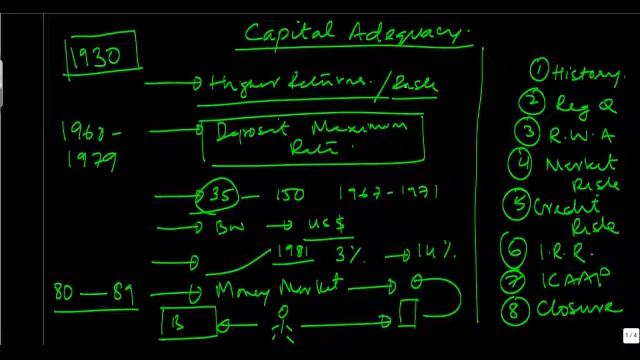 Capital Adequacy.
1930
Higher Returns / Risk
1960 -
1979
Deposit Maximum
Rate.
35 — 150 1967-1971
BW → US$
1981 3% → 14%
80 — 89
Money Market
B
① History.
② Reg Q
③ R.W.A
④ Market
Risk
⑤ Credit
Risk
⑥ I.R.R.
⑦ ICAAP
⑧ Closure
1/4